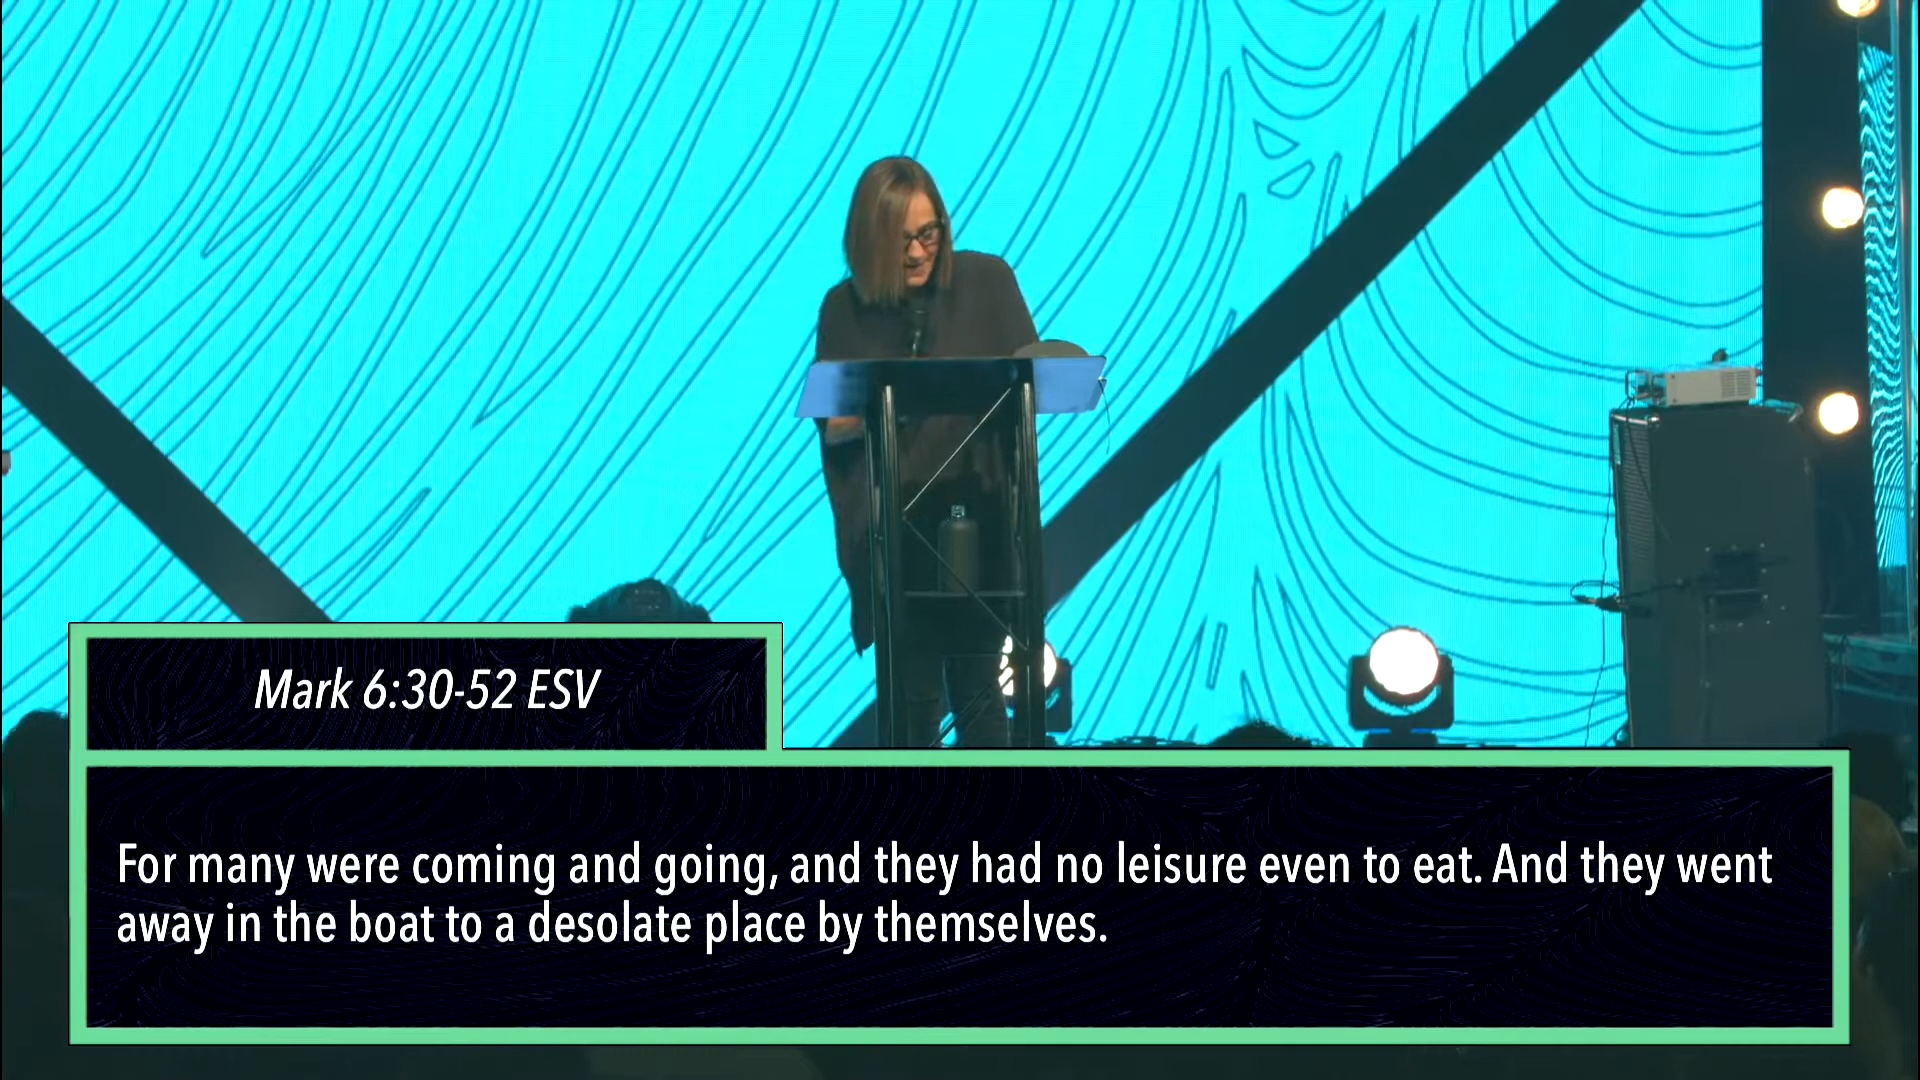 Mark 6:30-52 ESV
For many were coming and going, and they had no leisure even to eat. And they went
away in the boat to a desolate place by themselves.